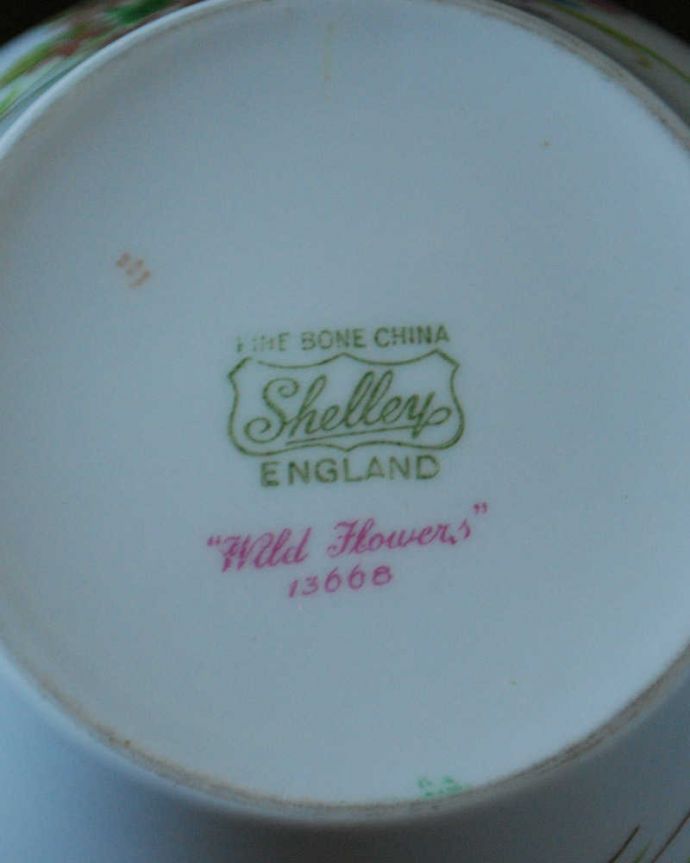 FINE BONE CHINA
Shelley
ENGLAND
"Wild Flowers"
13668